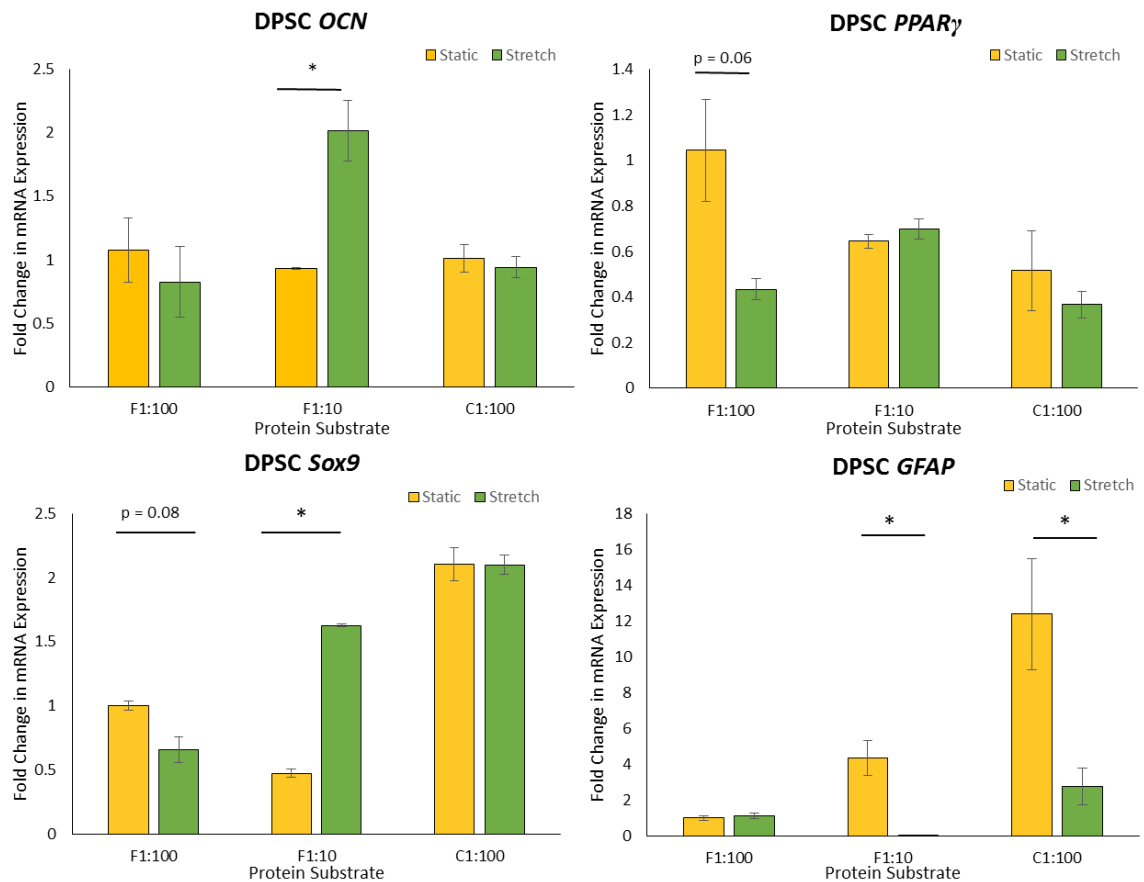 DPSC OCN
Static Stretch
Fold Change in mRNA Expression
2.5
2
1.5
1
0.5
0
*
F1:100 F1:10 C1:100
Protein Substrate
DPSC PPARγ
Static Stretch
Fold Change in mRNA Expression
1.4
1.2
1
0.8
0.6
0.4
0.2
0
p = 0.06
F1:100 F1:10 C1:100
Protein Substrate
DPSC Sox9
Static Stretch
Fold Change in mRNA Expression
2.5
2
1.5
1
0.5
0
p = 0.08 *
F1:100 F1:10 C1:100
Protein Substrate
DPSC GFAP
Static Stretch
Fold Change in mRNA Expression
18
16
14
12
10
8
6
4
2
0
* *
F1:100 F1:10 C1:100
Protein Substrate